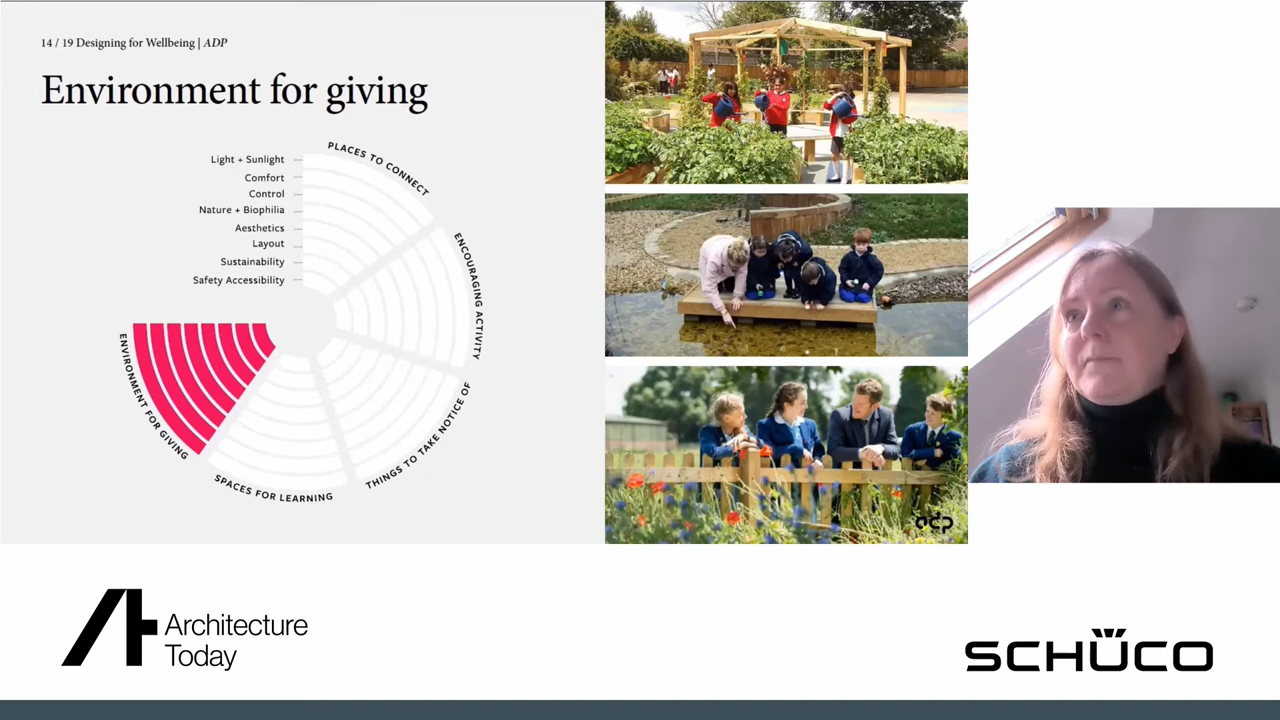 14 / 19 Designing for Wellbeing | ADP
Environment for giving
Light + Sunlight
Comfort
Control
Nature + Biophilia
Aesthetics
Layout
Sustainability
Safety Accessibility
PLACES TO CONNECT
ENCOURAGING ACTIVITY
THINGS TO TAKE NOTICE OF
SPACES FOR LEARNING
ENVIRONMENT FOR GIVING
adp
Architecture
Today
SCHÜCO